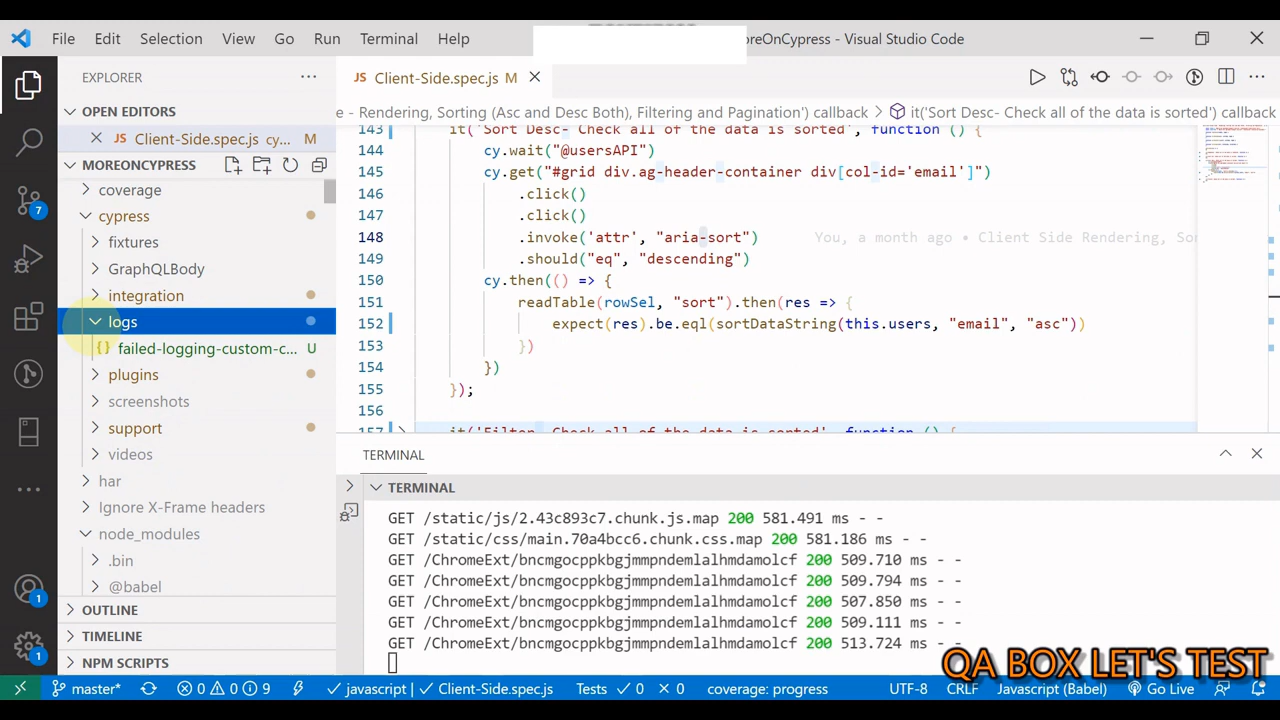 File Edit Selection View Go Run Terminal Help
oreOnCypress - Visual Studio Code
EXPLORER
OPEN EDITORS
Client-Side.spec.js cy... M
FOREONCYPRESS
coverage
cypress
fixtures
GraphQLBody
integration
logs
failed-logging-custom-c... U
plugins
screenshots
support
videos
har
Ignore X-Frame headers
node_modules
.bin
@babel
OUTLINE
TIMELINE
NPM SCRIPTS
7
1
1
JS Client-Side.spec.js M
e - Rendering, Sorting (Asc and Desc Both), Filtering and Pagination') callback > it('Sort Desc- Check all of the data is sorted') callback
143 it('Sort Desc- Check all of the data is sorted', function () {
144 cy.wait("@usersAPI")
145 cy.get("#grid div.ag-header-container div[col-id='email']")
146 .click()
147 .click()
148 .invoke('attr', "aria-sort") You, a month ago • Client Side Rendering, Sor
149 .should("eq", "descending")
150 cy.then(() => {
151 readTable(rowSel, "sort").then(res => {
152 expect(res).be.eql(sortDataString(this.users, "email", "asc"))
153 })
154 })
155 });
156
157 it('Filter- Check all of the data is sorted', function () {
TERMINAL
TERMINAL
GET /static/js/2.43c893c7.chunk.js.map 200 581.491 ms - -
GET /static/css/main.70a4bcc6.chunk.css.map 200 581.186 ms - -
GET /ChromeExt/bncmgocppkbgjmmpndemlalhmdamolcf 200 509.710 ms - -
GET /ChromeExt/bncmgocppkbgjmmpndemlalhmdamolcf 200 509.794 ms - -
GET /ChromeExt/bncmgocppkbgjmmpndemlalhmdamolcf 200 507.850 ms - -
GET /ChromeExt/bncmgocppkbgjmmpndemlalhmdamolcf 200 509.111 ms - -
GET /ChromeExt/bncmgocppkbgjmmpndemlalhmdamolcf 200 513.724 ms - -
QA BOX LET'S TEST
master* 0 0 9 javascript | Client-Side.spec.js Tests 0 0 coverage: progress UTF-8 CRLF Javascript (Babel) Go Live